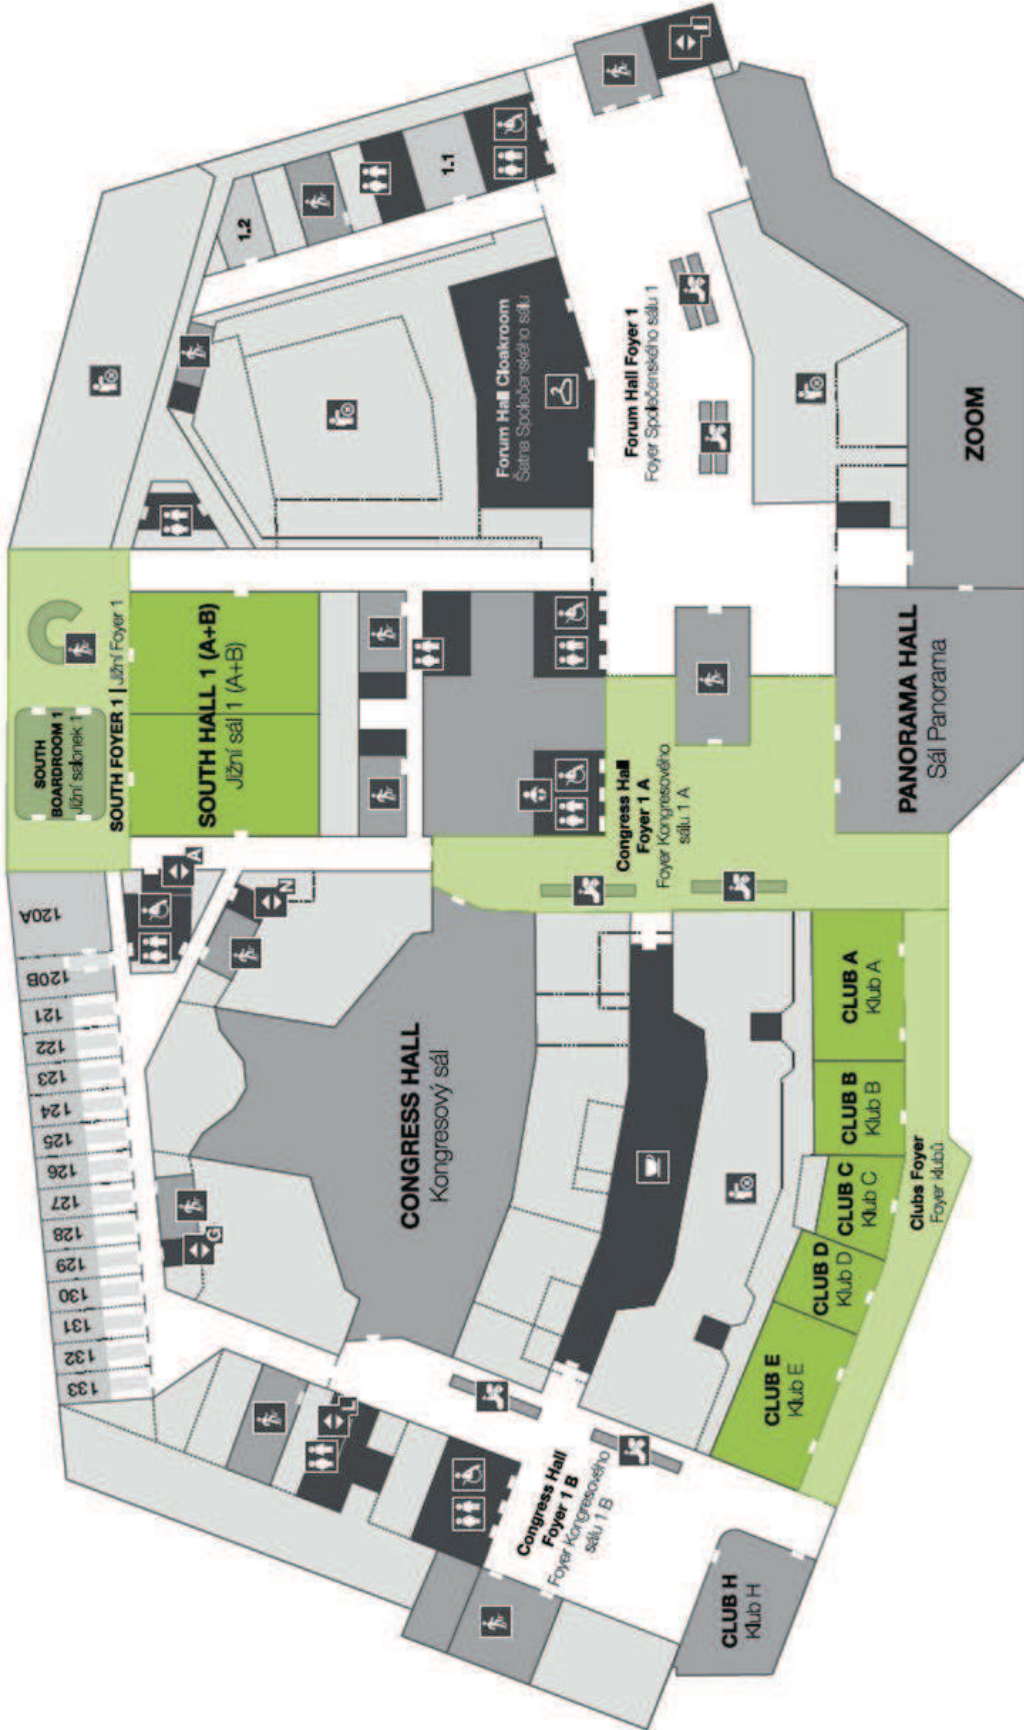 120A
120B
121
122
123
124
125
126
127
128
129
130
131
132
133
SOUTH
BOARDROOM 1
Jižní salonek 1
SOUTH FOYER 1 | Jižní Foyer 1
SOUTH HALL 1 (A+B)
Jižní sál 1 (A+B)
1.2
1.1
I
A
N
G
L
Forum Hall Cloakroom
Šatna Společenského sálu
Forum Hall Foyer 1
Foyer Společenského sálu 1
ZOOM
PANORAMA HALL
Sál Panorama
Congress Hall
Foyer 1 A
Foyer Kongresového
sálu 1 A
CONGRESS HALL
Kongresový sál
CLUB A
Klub A
CLUB B
Klub B
CLUB C
Klub C
CLUB D
Klub D
CLUB E
Klub E
Clubs Foyer
Foyer klubů
Congress Hall
Foyer 1 B
Foyer Kongresového
sálu 1 B
CLUB H
Klub H